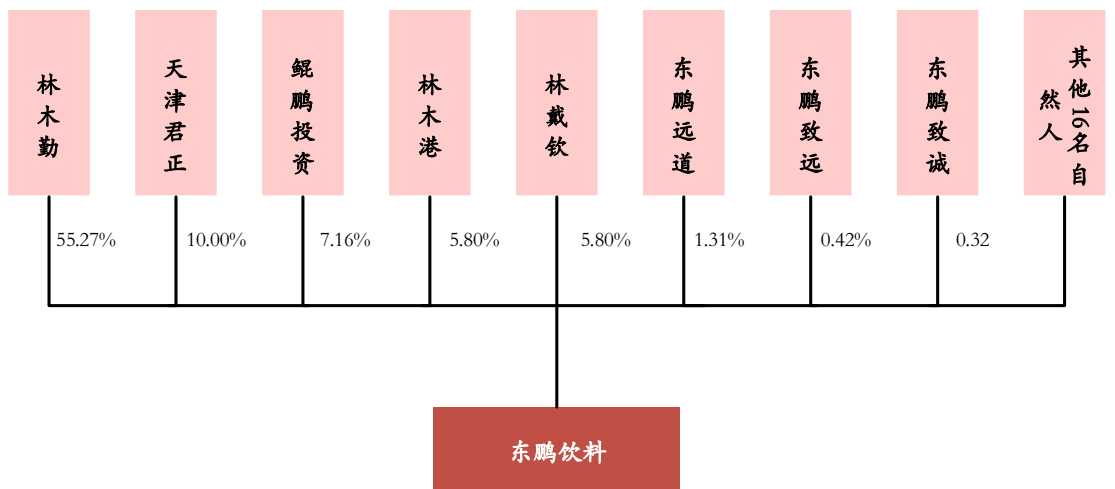 林木勤
天津君正
鲲鹏投资
林木港
林戴钦
东鹏远道
东鹏致远
东鹏致诚
其他16名自
然人
55.27%
10.00%
7.16%
5.80%
5.80%
1.31%
0.42%
0.32
东鹏饮料